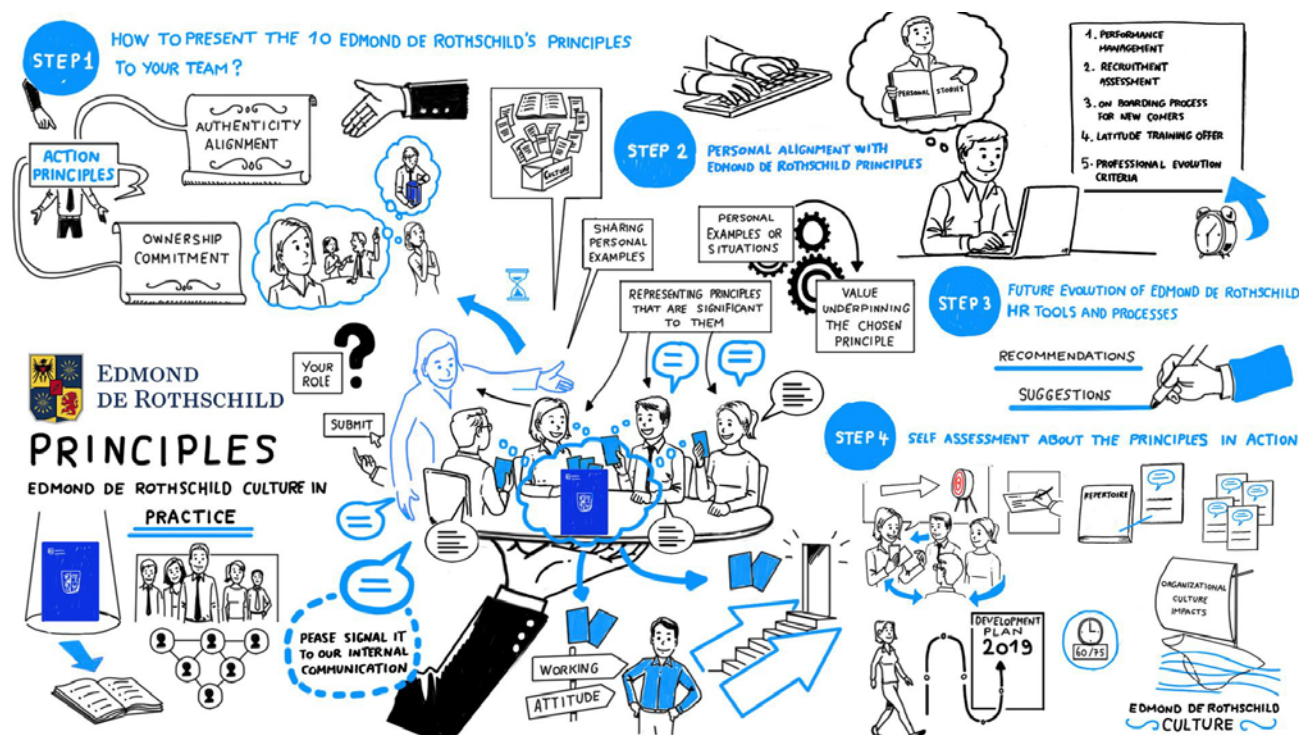 STEP 1
HOW TO PRESENT THE 10 EDMOND DE ROTHSCHILD'S PRINCIPLES
TO YOUR TEAM?
AUTHENTICITY
ALIGNMENT
ACTION
PRINCIPLES
OWNERSHIP
COMMITMENT
CULTURE
STEP 2
PERSONAL ALIGNMENT WITH
EDMOND DE ROTHSCHILD PRINCIPLES
PERSONAL STORIES
1. PERFORMANCE
MANAGEMENT
2. RECRUITMENT
ASSESSMENT
3. ON BOARDING PROCESS
FOR NEW COMERS
4. LATITUDE TRAINING OFFER
5. PROFESSIONAL EVOLUTION
CRITERIA
SHARING
PERSONAL
EXAMPLES
PERSONAL
EXAMPLES OR
SITUATIONS
REPRESENTING PRINCIPLES
THAT ARE SIGNIFICANT
TO THEM
VALUE
UNDERPINNING
THE CHOSEN
PRINCIPLE
STEP 3
FUTURE EVOLUTION OF EDMOND DE ROTHSCHILD
HR TOOLS AND PROCESSES
RECOMMENDATIONS
SUGGESTIONS
YOUR
ROLE
?
SUBMIT
EDMOND
DE ROTHSCHILD
PRINCIPLES
EDMOND DE ROTHSCHILD CULTURE IN
PRACTICE
STEP 4
SELF ASSESSMENT ABOUT THE PRINCIPLES IN ACTION
REPERTOIRE
ORGANIZATIONAL
CULTURE
IMPACTS
PEASE SIGNAL IT
TO OUR INTERNAL
COMMUNICATION
WORKING
ATTITUDE
DEVELOPMENT
PLAN
2019
60/75
EDMOND DE ROTHSCHILD
CULTURE